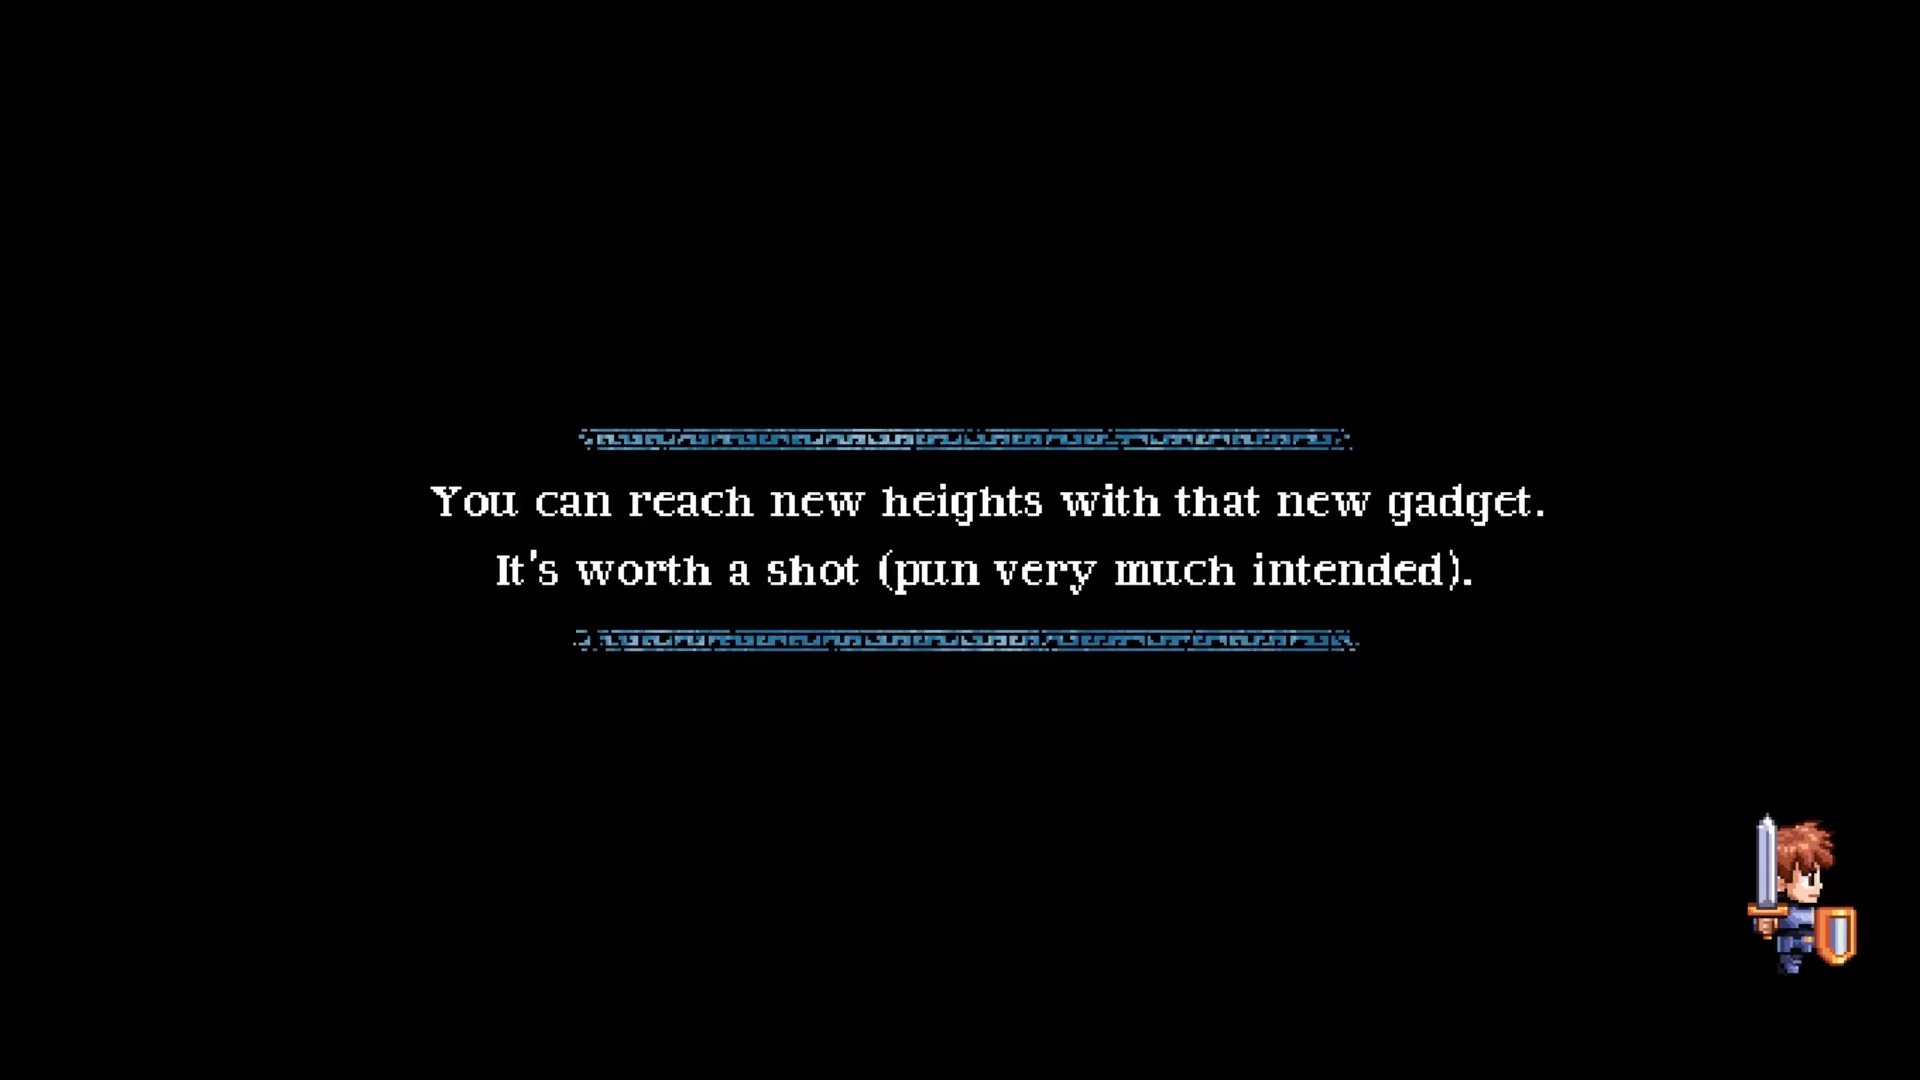 You can reach new heights with that new gadget.
It's worth a shot (pun very much intended).